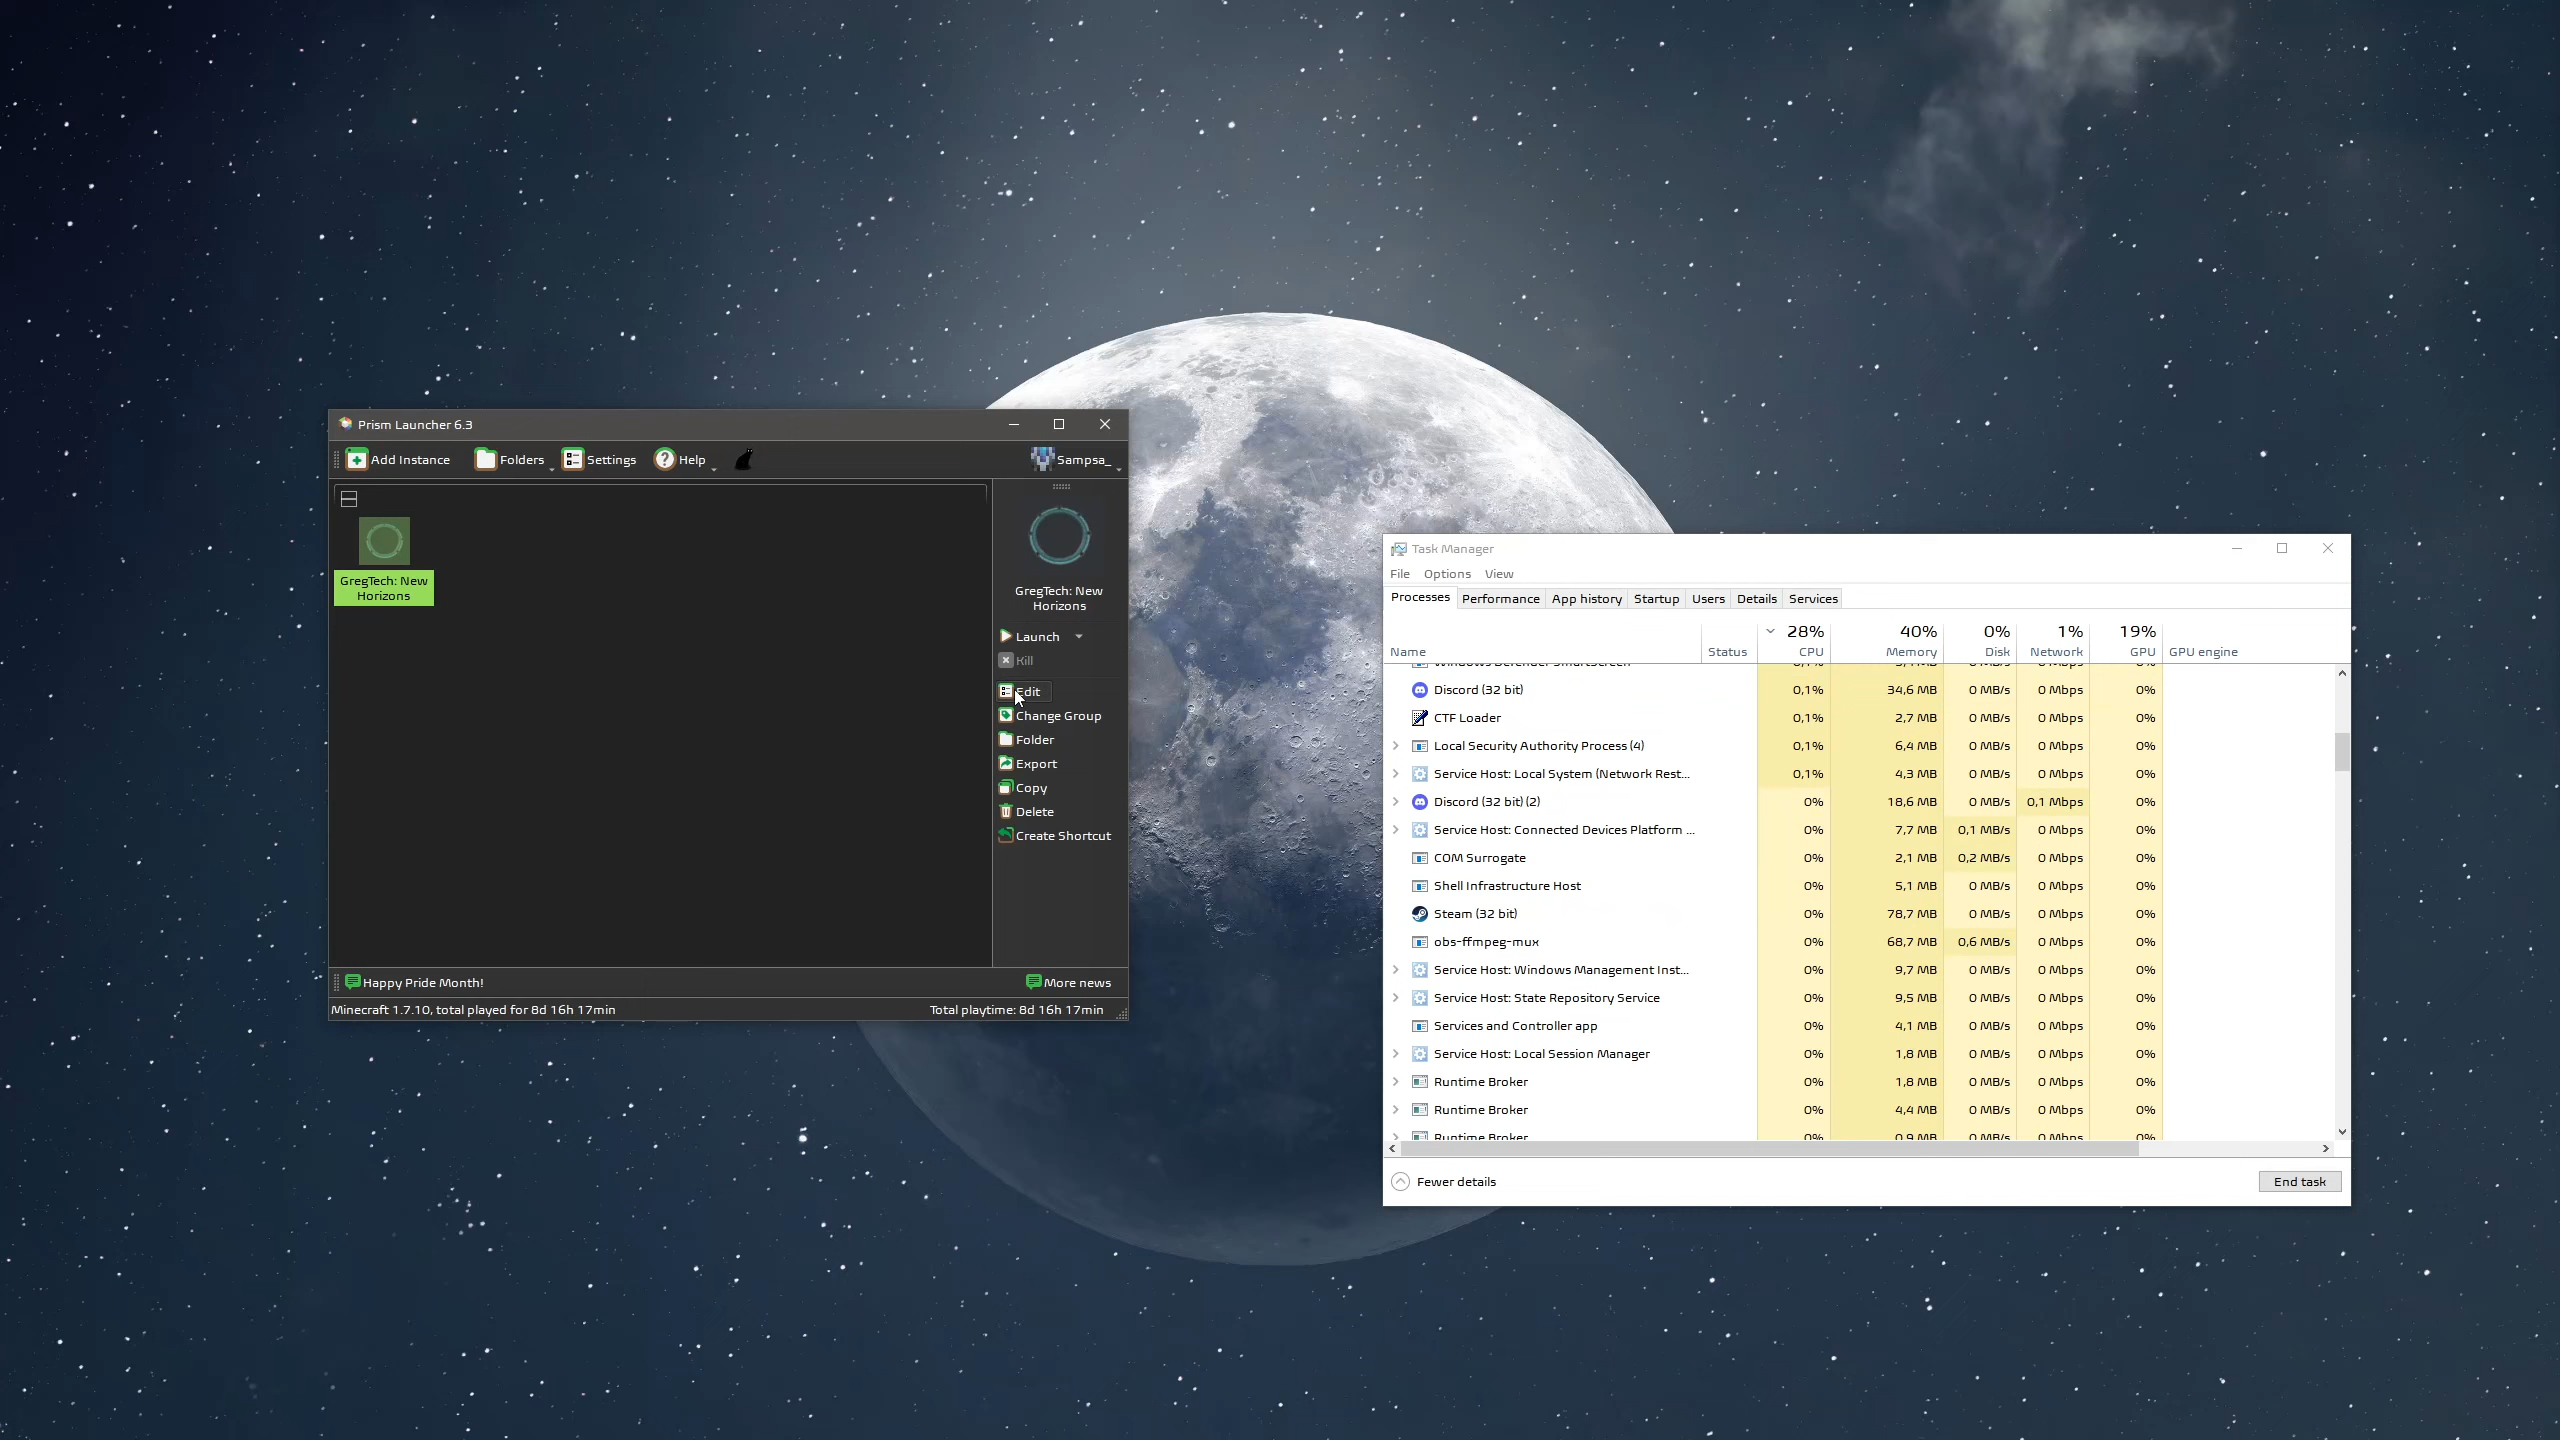 Prism Launcher 6.3
Add Instance Folders Settings Help Sampsa_
GregTech: New
Horizons
GregTech: New
Horizons
Launch
Kill
Edit
Change Group
Folder
Export
Copy
Delete
Create Shortcut
Happy Pride Month! More news
Minecraft 1.7.10, total played for 8d 16h 17min Total playtime: 8d 16h 17min
Task Manager
File Options View
Processes Performance App history Startup Users Details Services
28% 40% 0% 1% 19%
Name Status CPU Memory Disk Network GPU GPU engine
Discord (32 bit) 0,1% 34,6 MB 0 MB/s 0 Mbps 0%
CTF Loader 0,1% 2,7 MB 0 MB/s 0 Mbps 0%
Local Security Authority Process (4) 0,1% 6,4 MB 0 MB/s 0 Mbps 0%
Service Host: Local System (Network Rest... 0,1% 4,3 MB 0 MB/s 0 Mbps 0%
Discord (32 bit) (2) 0% 18,6 MB 0 MB/s 0,1 Mbps 0%
Service Host: Connected Devices Platform ... 0% 7,7 MB 0,1 MB/s 0 Mbps 0%
COM Surrogate 0% 2,1 MB 0,2 MB/s 0 Mbps 0%
Shell Infrastructure Host 0% 5,1 MB 0 MB/s 0 Mbps 0%
Steam (32 bit) 0% 78,7 MB 0 MB/s 0 Mbps 0%
obs-ffmpeg-mux 0% 68,7 MB 0,6 MB/s 0 Mbps 0%
Service Host: Windows Management Inst... 0% 9,7 MB 0 MB/s 0 Mbps 0%
Service Host: State Repository Service 0% 9,5 MB 0 MB/s 0 Mbps 0%
Services and Controller app 0% 4,1 MB 0 MB/s 0 Mbps 0%
Service Host: Local Session Manager 0% 1,8 MB 0 MB/s 0 Mbps 0%
Runtime Broker 0% 1,8 MB 0 MB/s 0 Mbps 0%
Runtime Broker 0% 4,4 MB 0 MB/s 0 Mbps 0%
Runtime Broker 0% 0,9 MB 0 MB/s 0 Mbps 0%
Fewer details End task